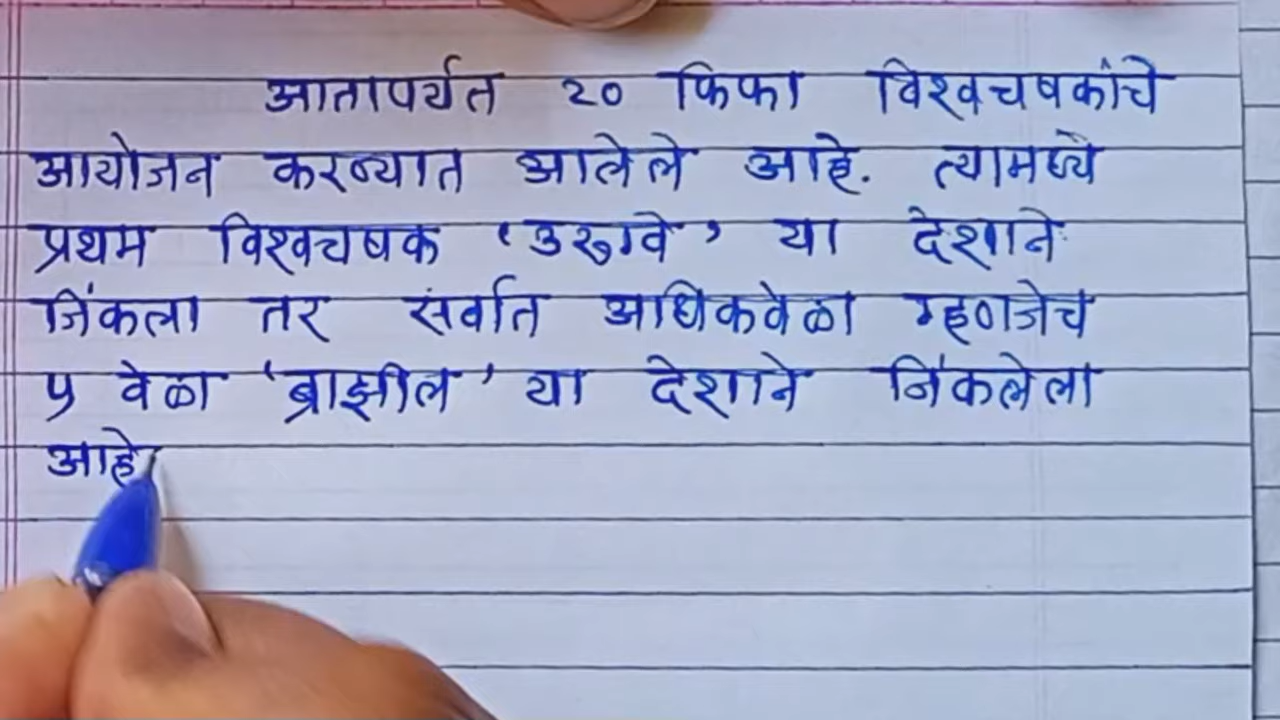 आतापर्यंत २० फिफा विश्वचषकांचे
आयोजन करण्यात आलेले आहे. त्यामध्ये
प्रथम विश्वचषक 'उरुग्वे' या देशाने
जिंकला तर सर्वात अधिकवेळा म्हणजेच
५ वेळा 'ब्राझील' या देशाने जिंकलेला
आहे